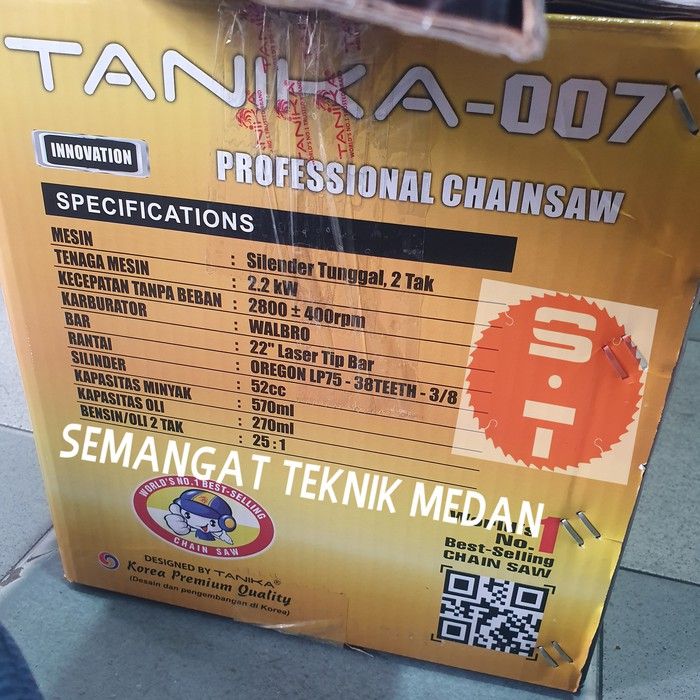 TANIKA-007
INNOVATION
PROFESSIONAL CHAINSAW
SPECIFICATIONS
MESIN : Silender Tunggal, 2 Tak
TENAGA MESIN : 2.2 kW
KECEPATAN TANPA BEBAN : 2800 ± 400rpm
KARBURATOR : WALBRO
BAR : 22" Laser Tip Bar
RANTAI : OREGON LP75 - 38TEETH - 3/8
SILINDER : 52cc
KAPASITAS MINYAK : 570ml
KAPASITAS OLI : 270ml
BENSIN/OLI 2 TAK : 25 : 1
S.T
SEMANGAT TEKNIK MEDAN
WORLD'S NO.1 BEST-SELLING
CHAIN SAW
World's
No.1
Best-Selling
CHAIN SAW
DESIGNED BY TANIKA®
Korea Premium Quality
(Desain dan pengembangan di Korea)